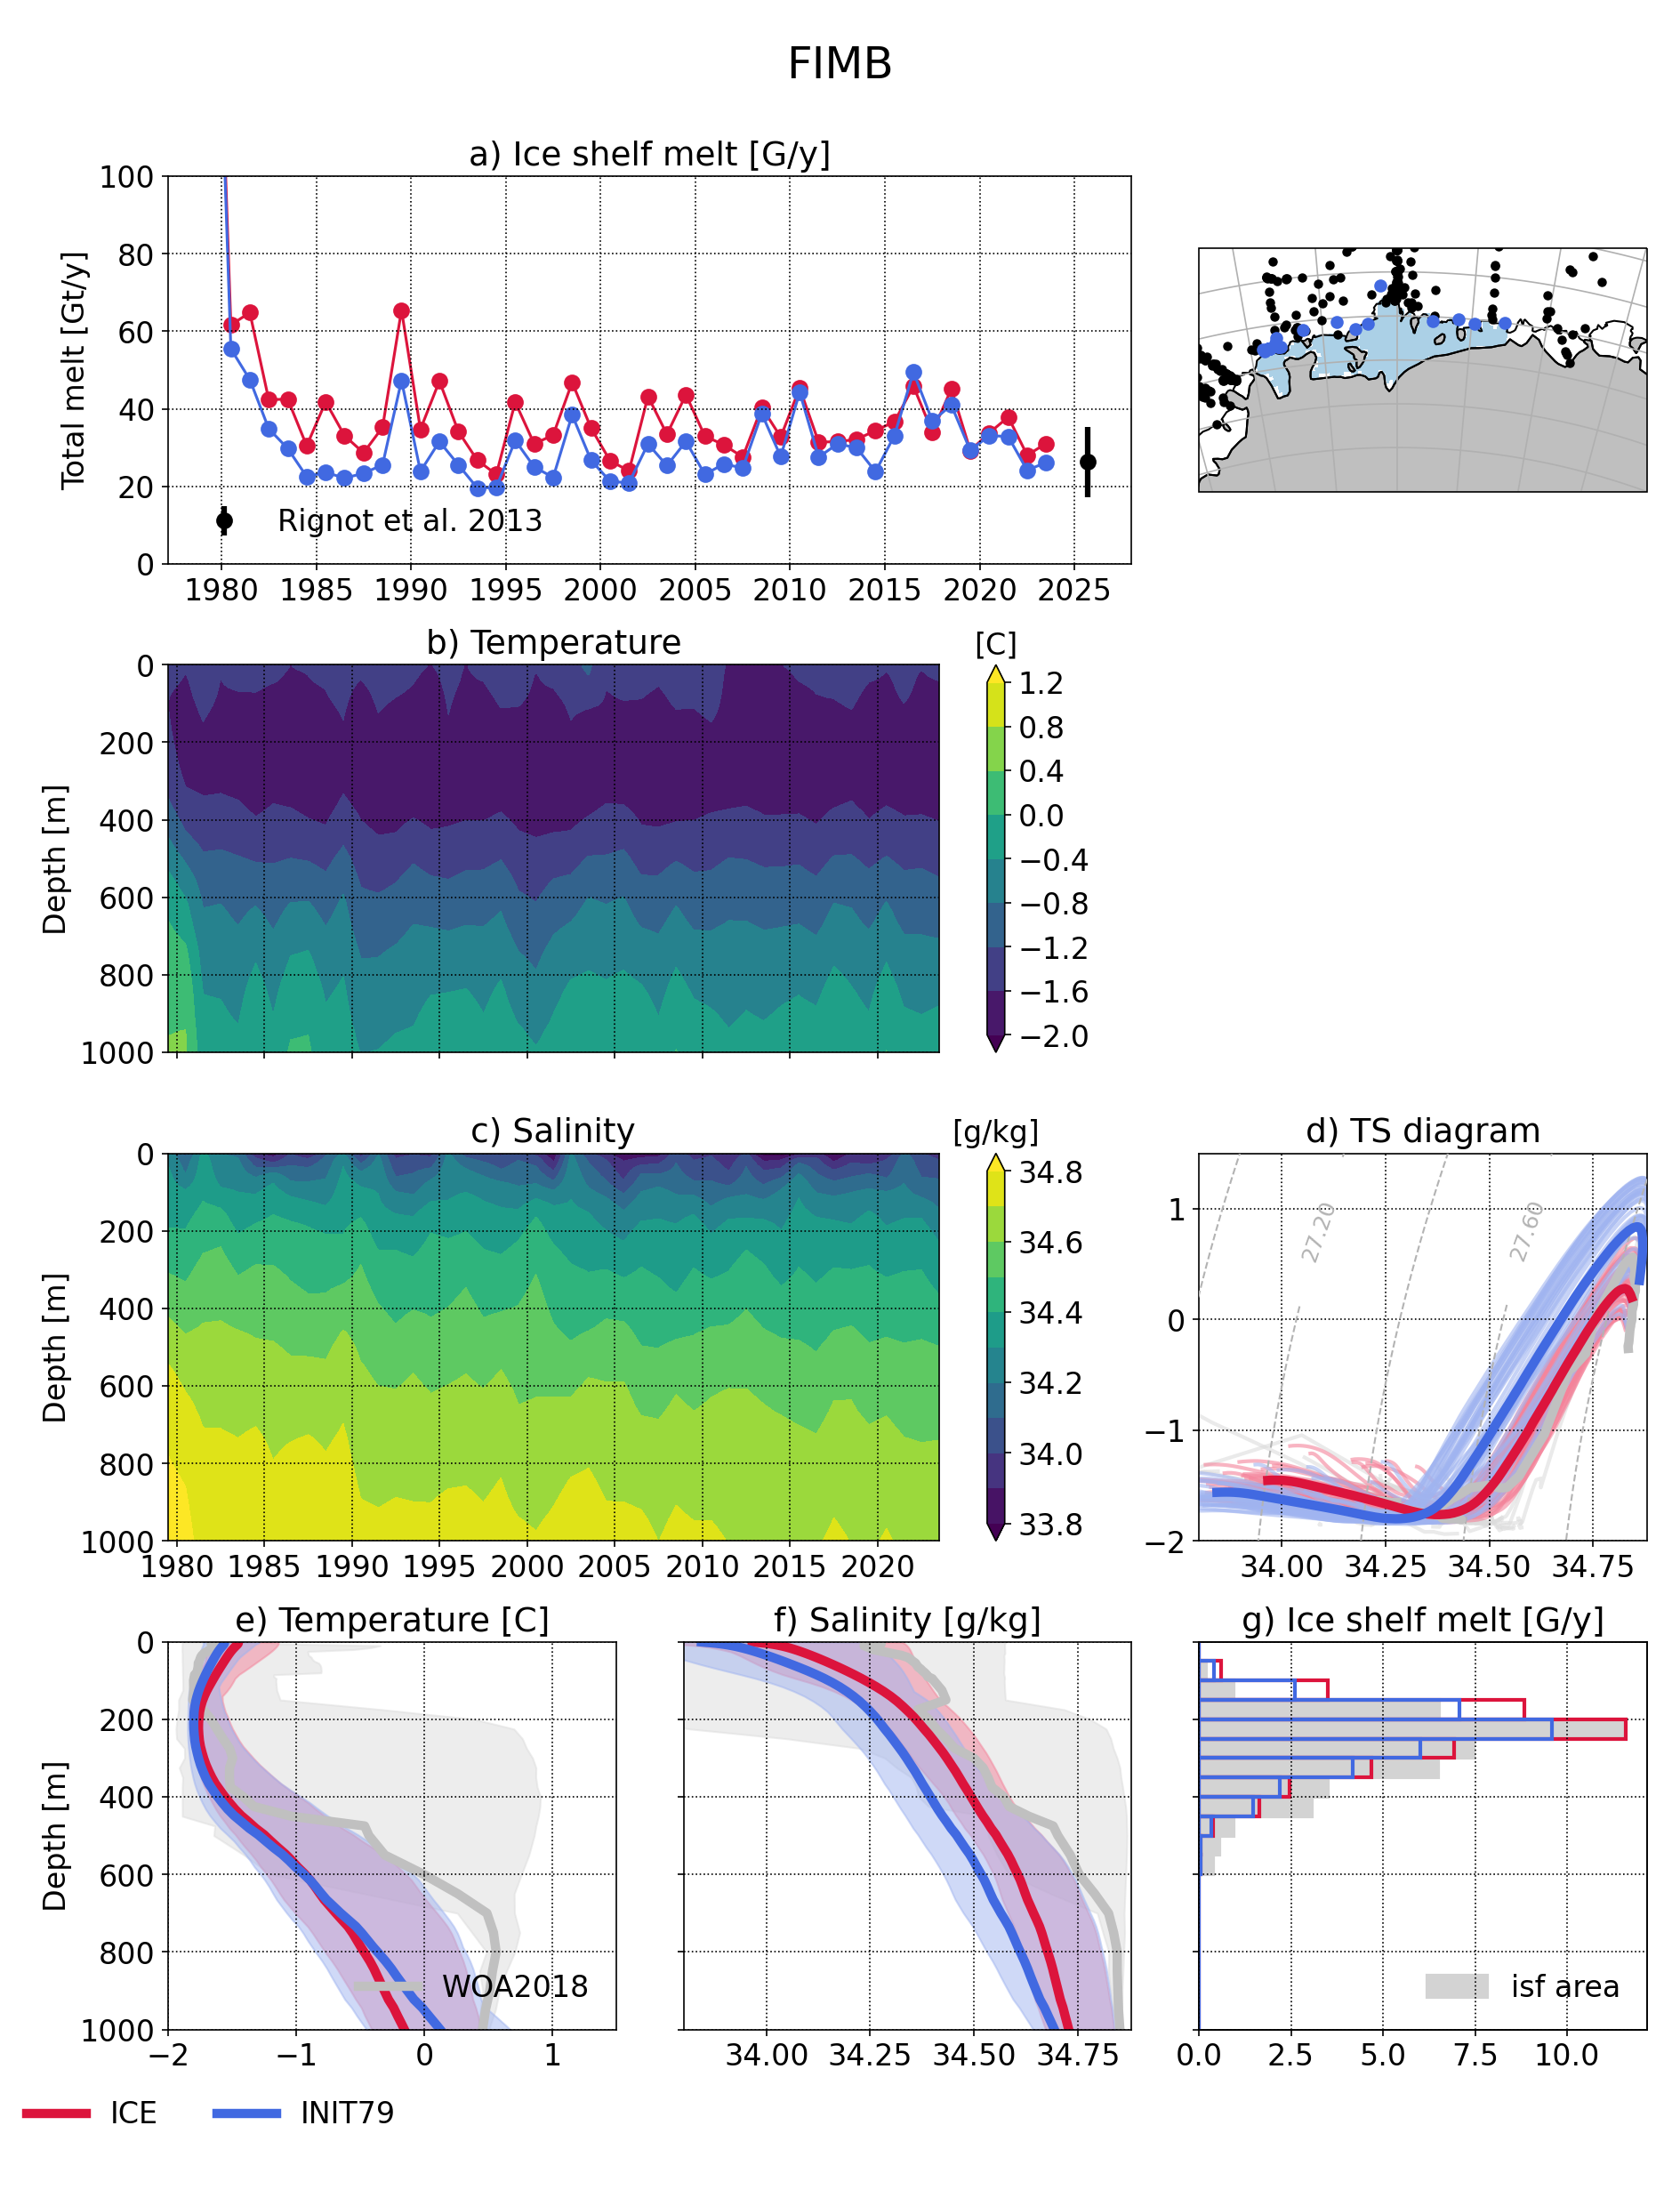 FIMB
a) Ice shelf melt [G/y]
Total melt [Gt/y]
100
80
60
40
20
0
Rignot et al. 2013
1980 1985 1990 1995 2000 2005 2010 2015 2020 2025
b) Temperature
[C]
Depth [m]
0
200
400
600
800
1000
1.2
0.8
0.4
0.0
−0.4
−0.8
−1.2
−1.6
−2.0
c) Salinity
[g/kg]
Depth [m]
0
200
400
600
800
1000
1980 1985 1990 1995 2000 2005 2010 2015 2020
34.8
34.6
34.4
34.2
34.0
33.8
d) TS diagram
1
0
−1
−2
27.20
27.60
34.00 34.25 34.50 34.75
e) Temperature [C]
Depth [m]
0
200
400
600
800
1000
WOA2018
−2 −1 0 1
f) Salinity [g/kg]
34.00 34.25 34.50 34.75
g) Ice shelf melt [G/y]
isf area
0.0 2.5 5.0 7.5 10.0
ICE INIT79